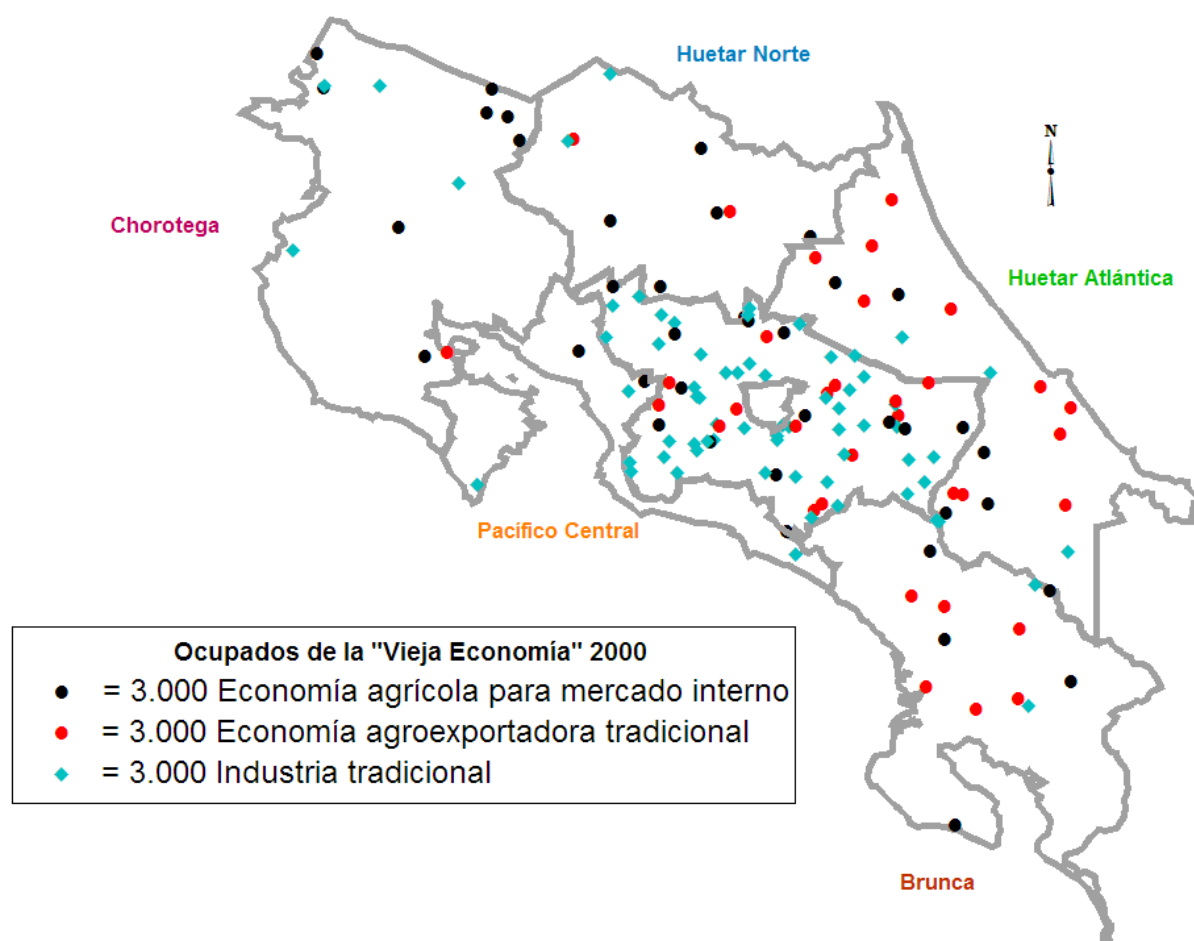 Huetar Norte
N
Chorotega
Huetar Atlántica
Pacífico Central
Ocupados de la "Vieja Economía" 2000
= 3.000 Economía agrícola para mercado interno
= 3.000 Economía agroexportadora tradicional
= 3.000 Industria tradicional
Brunca